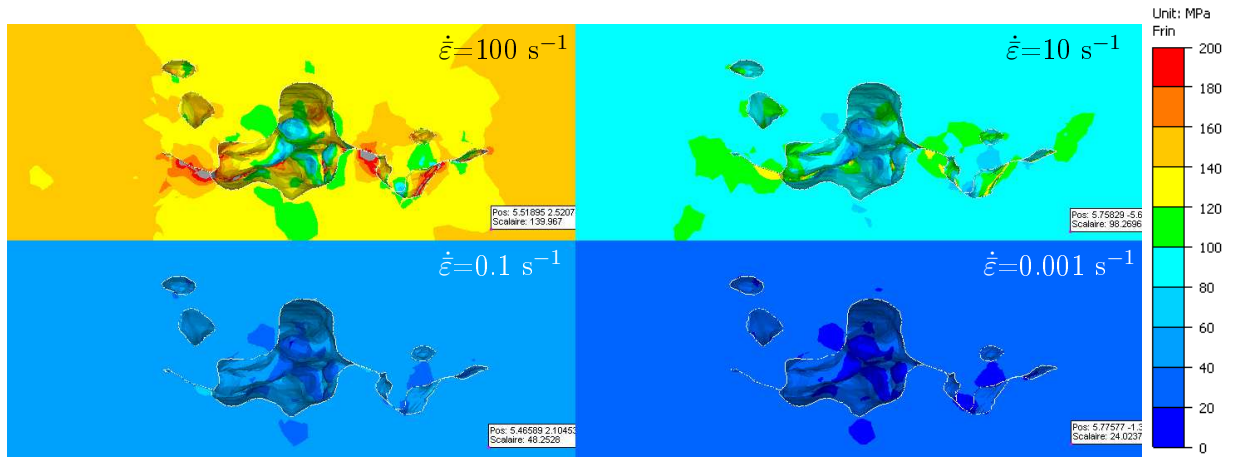 Unit: MPa
Frin
ε̄̇=100 s⁻¹
ε̄̇=10 s⁻¹
200
180
160
140
120
100
80
60
40
20
0
Pos: 5.51895 2.5207
Scalaire: 139.967
Pos: 5.75829 -5.6
Scalaire: 98.2696
ε̄̇=0.1 s⁻¹
ε̄̇=0.001 s⁻¹
Pos: 5.46589 2.10453
Scalaire: 48.2528
Pos: 5.77577 -1.3
Scalaire: 24.0237